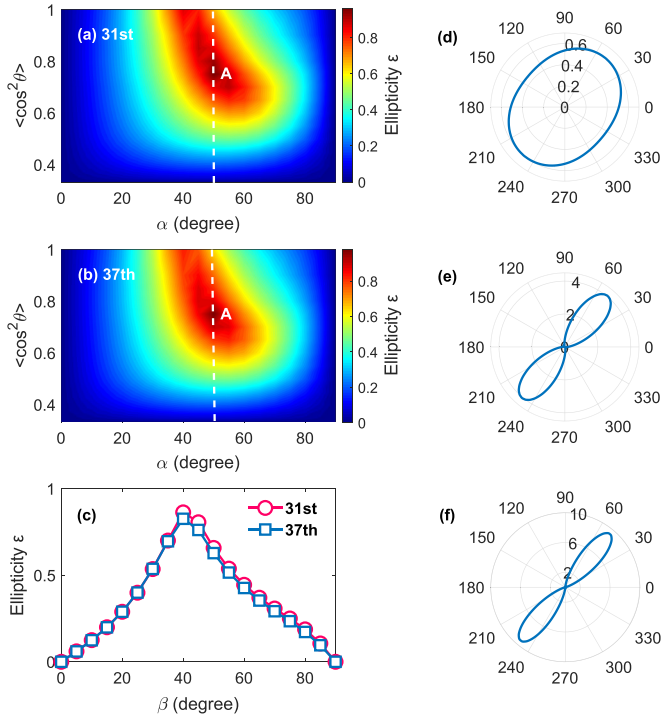 (a) 31st
A
<cos²θ>
1
0.8
0.6
0.4
0 20 40 60 80
α (degree)
0.8
0.6
0.4
0.2
0
Ellipticity ε
(b) 37th
A
<cos²θ>
1
0.8
0.6
0.4
0 20 40 60 80
α (degree)
0.8
0.6
0.4
0.2
0
Ellipticity ε
(c)
31st
37th
Ellipticity ε
1
0.5
0
0 20 40 60 80
β (degree)
(d)
90
120 60
150 30
180 0
210 330
240 300
270
0.6
0.4
0.2
0
(e)
90
120 60
150 30
180 0
210 330
240 300
270
4
2
0
(f)
90
120 60
150 30
180 0
210 330
240 300
270
10
6
2